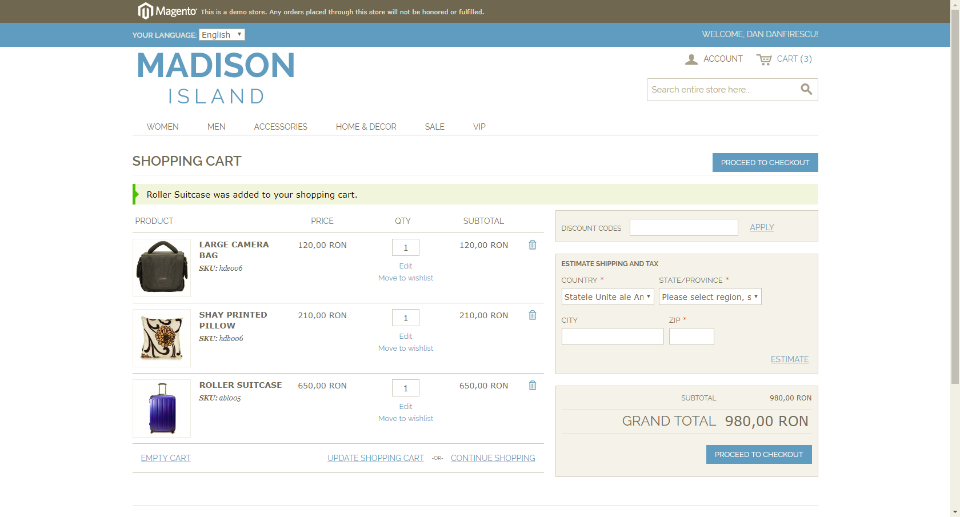 Magento This is a demo store. Any orders placed through this store will not be honored or fulfilled.
YOUR LANGUAGE: English WELCOME, DAN DANFIRESCU!
MADISON
ISLAND
ACCOUNT CART (3)
Search entire store here...
WOMEN MEN ACCESSORIES HOME & DECOR SALE VIP
SHOPPING CART
PROCEED TO CHECKOUT
Roller Suitcase was added to your shopping cart.
PRODUCT PRICE QTY SUBTOTAL
LARGE CAMERA BAG
SKU: hde006
120,00 RON 1 120,00 RON
Edit
Move to wishlist
SHAY PRINTED PILLOW
SKU: hdb006
210,00 RON 1 210,00 RON
Edit
Move to wishlist
ROLLER SUITCASE
SKU: abl005
650,00 RON 1 650,00 RON
Edit
Move to wishlist
EMPTY CART UPDATE SHOPPING CART -OR- CONTINUE SHOPPING
DISCOUNT CODES APPLY
ESTIMATE SHIPPING AND TAX
COUNTRY * STATE/PROVINCE *
Statele Unite ale Am Please select region, s
CITY ZIP *
ESTIMATE
SUBTOTAL 980,00 RON
GRAND TOTAL 980,00 RON
PROCEED TO CHECKOUT